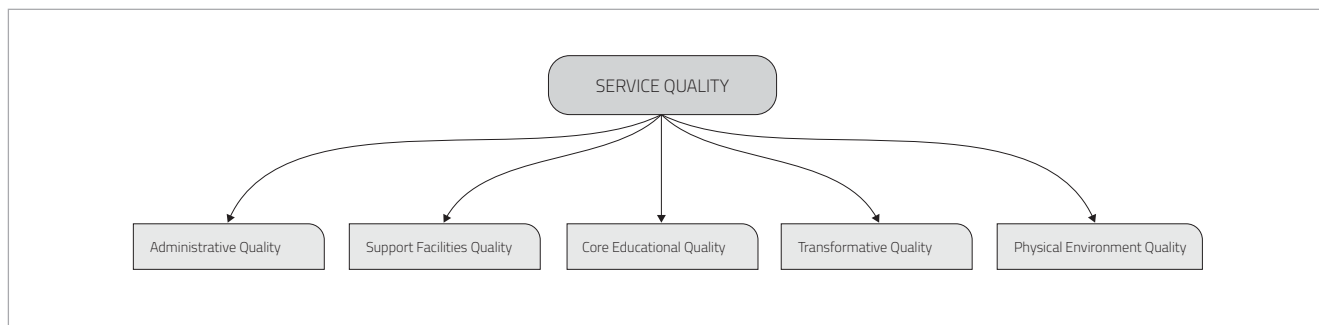 SERVICE QUALITY
Administrative Quality
Support Facilities Quality
Core Educational Quality
Transformative Quality
Physical Environment Quality